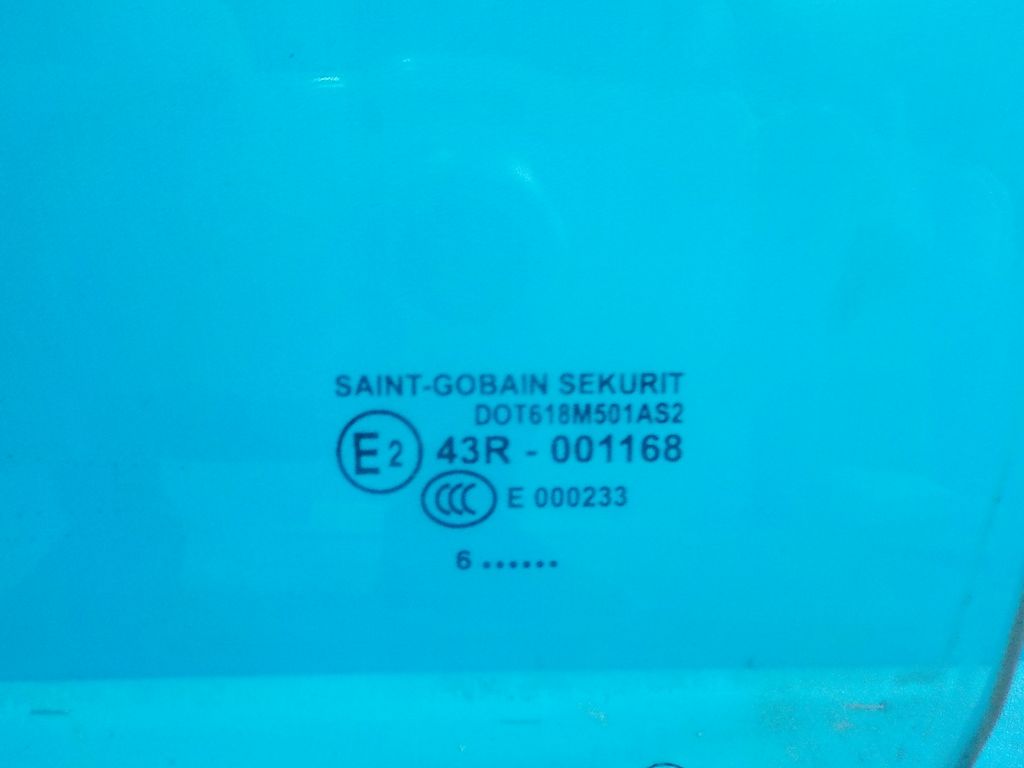 SAINT-GOBAIN SEKURIT
DOT618M501AS2
E2 43R - 001168
CCC E 000233
6 ......